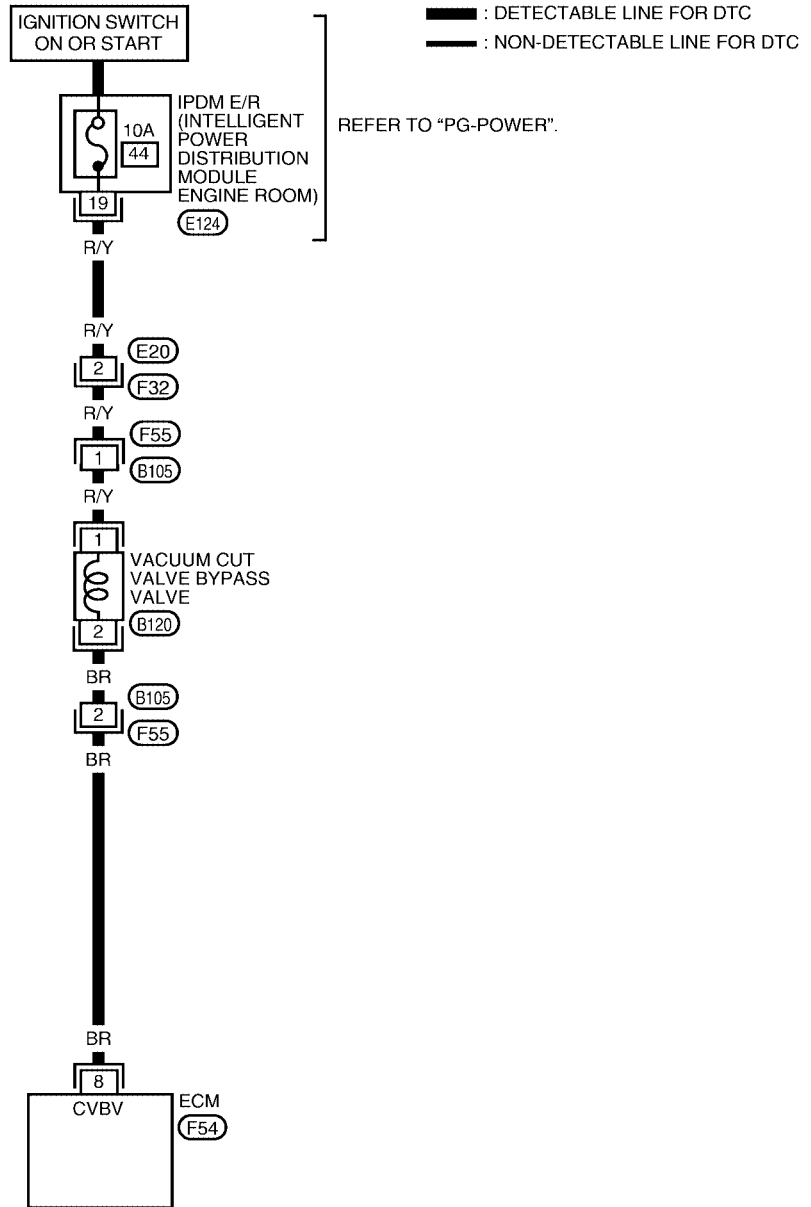 IGNITION SWITCH
ON OR START
: DETECTABLE LINE FOR DTC
: NON-DETECTABLE LINE FOR DTC
IPDM E/R
(INTELLIGENT
POWER
DISTRIBUTION
MODULE
ENGINE ROOM)
10A
44
REFER TO “PG-POWER”.
19
E124
R/Y
R/Y
E20
2
F32
R/Y
F55
1
B105
R/Y
1
VACUUM CUT
VALVE BYPASS
VALVE
2
B120
BR
B105
2
F55
BR
BR
8
CVBV
ECM
F54